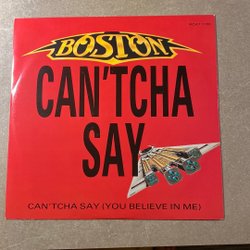 BOSTON
CAN'TCHA
SAY
CAN'TCHA SAY (YOU BELIEVE IN ME)